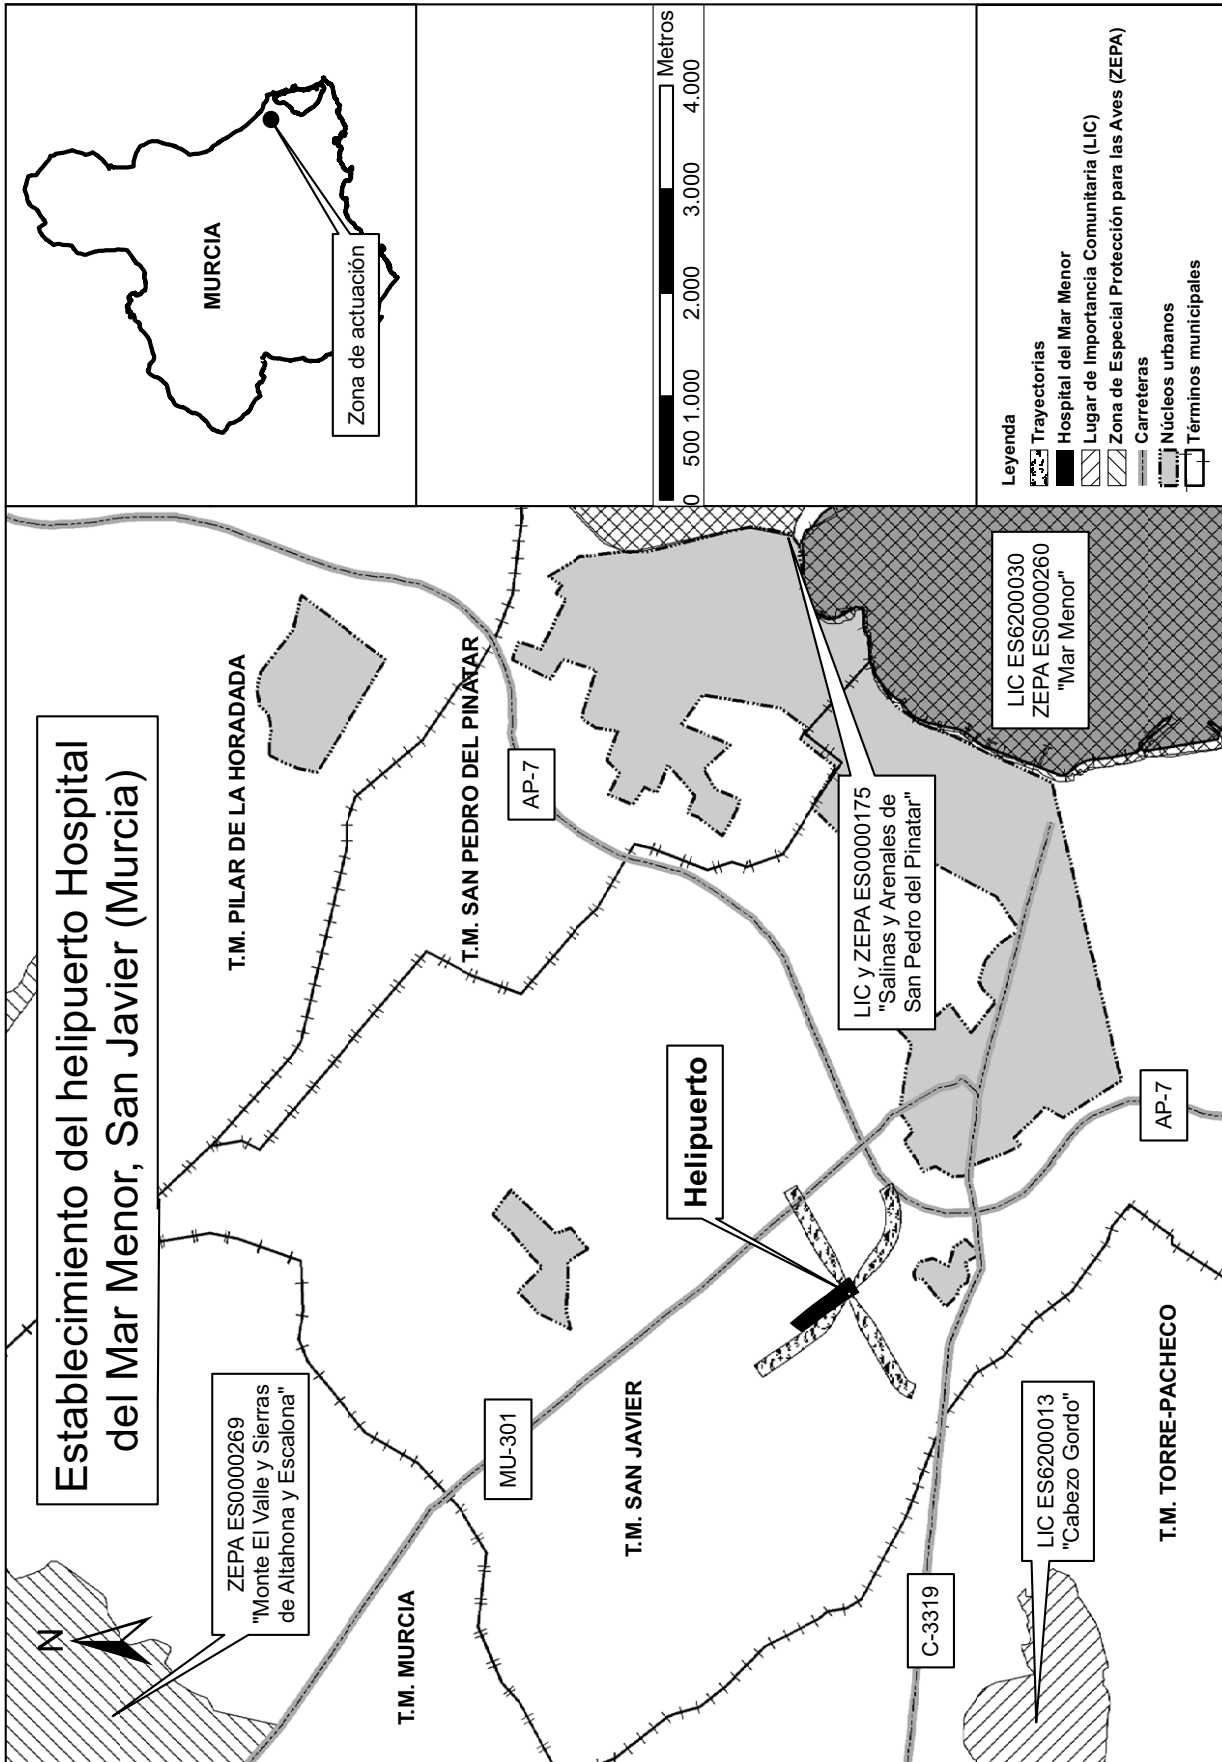 Establecimiento del helipuerto Hospital
del Mar Menor, San Javier (Murcia)
N
ZEPA ES0000269
"Monte El Valle y Sierras
de Altahona y Escalona"
T.M. PILAR DE LA HORADADA
T.M. SAN PEDRO DEL PINATAR
AP-7
MU-301
T.M. MURCIA
T.M. SAN JAVIER
Helipuerto
LIC y ZEPA ES0000175
"Salinas y Arenales de
San Pedro del Pinatar"
LIC ES6200030
ZEPA ES0000260
"Mar Menor"
C-3319
LIC ES6200013
"Cabezo Gordo"
AP-7
T.M. TORRE-PACHECO
MURCIA
Zona de actuación
Metros
0 500 1.000 2.000 3.000 4.000
Leyenda
Trayectorias
Hospital del Mar Menor
Lugar de Importancia Comunitaria (LIC)
Zona de Especial Protección para las Aves (ZEPA)
Carreteras
Núcleos urbanos
Términos municipales